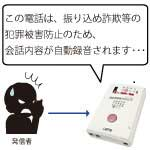 この電話は、振り込め詐欺等の
犯罪被害防止のため、
会話内容が自動録音されます･･･
発信者